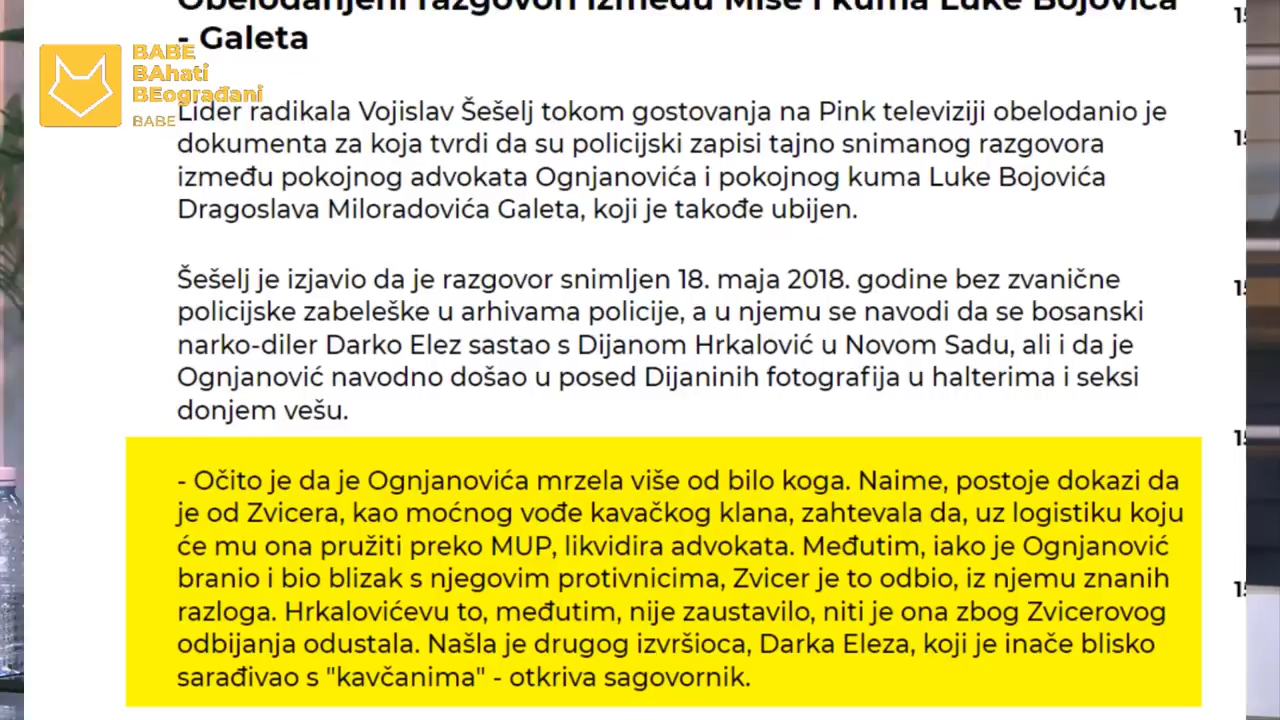 Obelodanjeni razgovori između Miše i kuma Luke Bojovića
- Galeta
BABE
BAhati
BEograđani
BABE
Lider radikala Vojislav Šešelj tokom gostovanja na Pink televiziji obelodanio je
dokumenta za koja tvrdi da su policijski zapisi tajno snimanog razgovora
između pokojnog advokata Ognjanovića i pokojnog kuma Luke Bojovića
Dragoslava Miloradovića Galeta, koji je takođe ubijen.
Šešelj je izjavio da je razgovor snimljen 18. maja 2018. godine bez zvanične
policijske zabeleške u arhivama policije, a u njemu se navodi da se bosanski
narko-diler Darko Elez sastao s Dijanom Hrkalović u Novom Sadu, ali i da je
Ognjanović navodno došao u posed Dijaninih fotografija u halterima i seksi
donjem vešu.
- Očito je da je Ognjanovića mrzela više od bilo koga. Naime, postoje dokazi da
je od Zvicera, kao moćnog vođe kavačkog klana, zahtevala da, uz logistiku koju
će mu ona pružiti preko MUP, likvidira advokata. Međutim, iako je Ognjanović
branio i bio blizak s njegovim protivnicima, Zvicer je to odbio, iz njemu znanih
razloga. Hrkalovićevu to, međutim, nije zaustavilo, niti je ona zbog Zvicerovog
odbijanja odustala. Našla je drugog izvršioca, Darka Eleza, koji je inače blisko
sarađivao s "kavčanima" - otkriva sagovornik.